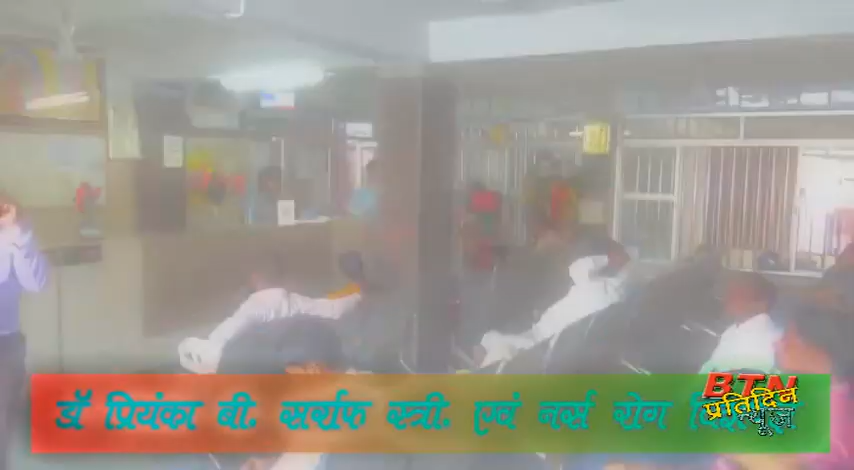 डॉ प्रियंका बी. सर्राफ स्त्री. एवं नर्स रोग
BTN
प्रतिदिन
न्यूज